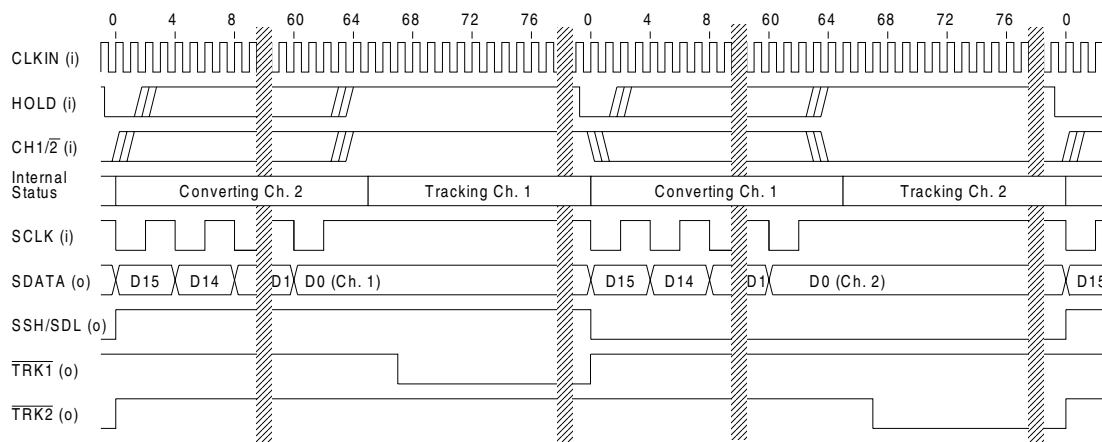 0 4 8 60 64 68 72 76 0 4 8 60 64 68 72 76 0
CLKIN (i)
HOLD (i)
CH1/2 (i)
Internal
Status
Converting Ch. 2 Tracking Ch. 1 Converting Ch. 1 Tracking Ch. 2
SCLK (i)
SDATA (o) D15 D14 D1 D0 (Ch. 1) D15 D14 D1 D0 (Ch. 2) D15
SSH/SDL (o)
TRK1 (o)
TRK2 (o)